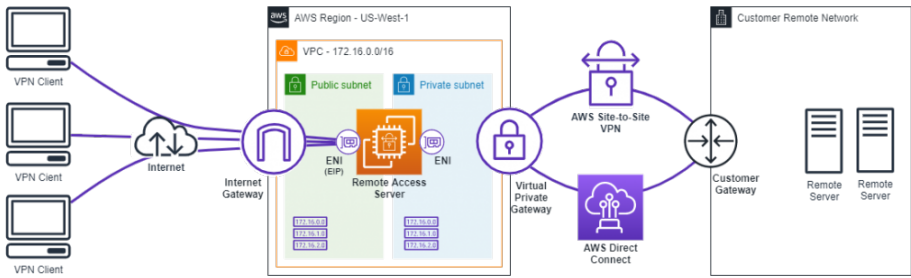 VPN Client
VPN Client
VPN Client
Internet
Internet
Gateway
aws
AWS Region - US-West-1
VPC - 172.16.0.0/16
Public subnet
Private subnet
ENI
(EIP)
Remote Access
Server
ENI
172.16.0.0
172.16.1.0
172.16.2.0
172.16.0.0
172.16.1.0
172.16.2.0
Virtual
Private
Gateway
AWS Site-to-Site
VPN
AWS Direct
Connect
Customer
Gateway
Customer Remote Network
Remote
Server
Remote
Server